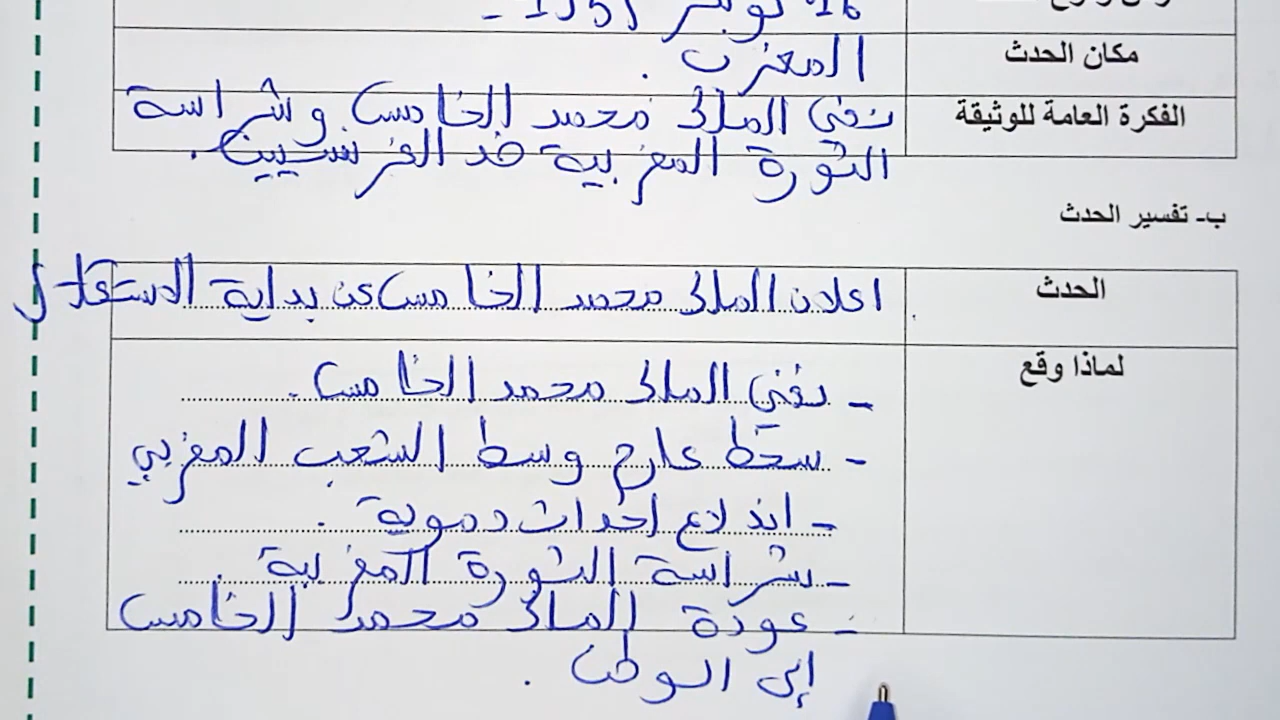 مكان الحدث المغرب .
الفكرة العامة للوثيقة نفي الملك محمد الخامس وشراسة
الثورة المغربية ضد الفرنسيين .
ب- تفسير الحدث
الحدث اعلان الملك محمد الخامس عن بداية الاستقلال
لماذا وقع
- نفي الملك محمد الخامس .
- سخط عارم وسط الشعب المغربي
- اندلاع احداث دموية .
- شراسة الثورة المغربية .
- عودة الملك محمد الخامس
إلى الوطن .